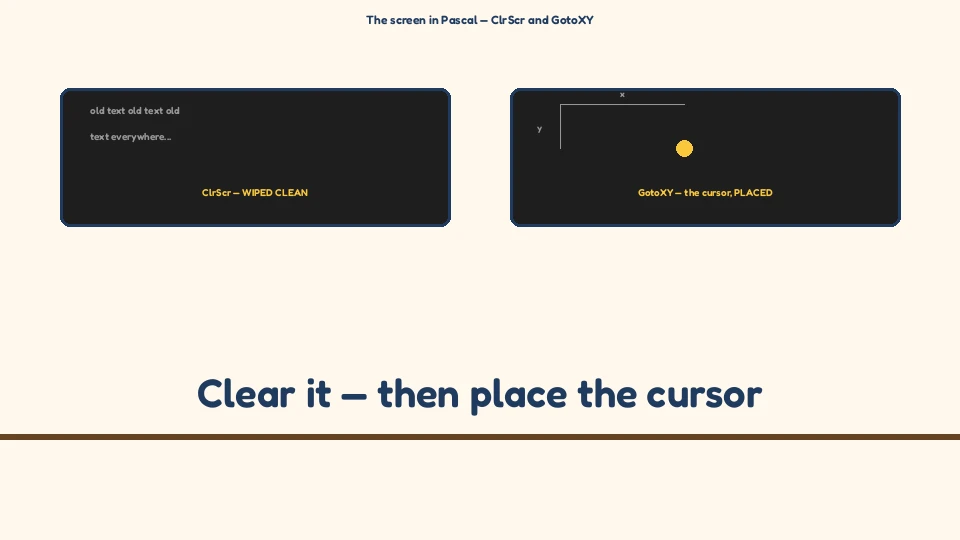 The screen in Pascal — ClrScr and GotoXY
old text old text old
text everywhere...
ClrScr — WIPED CLEAN
x
y
GotoXY — the cursor, PLACED
Clear it — then place the cursor